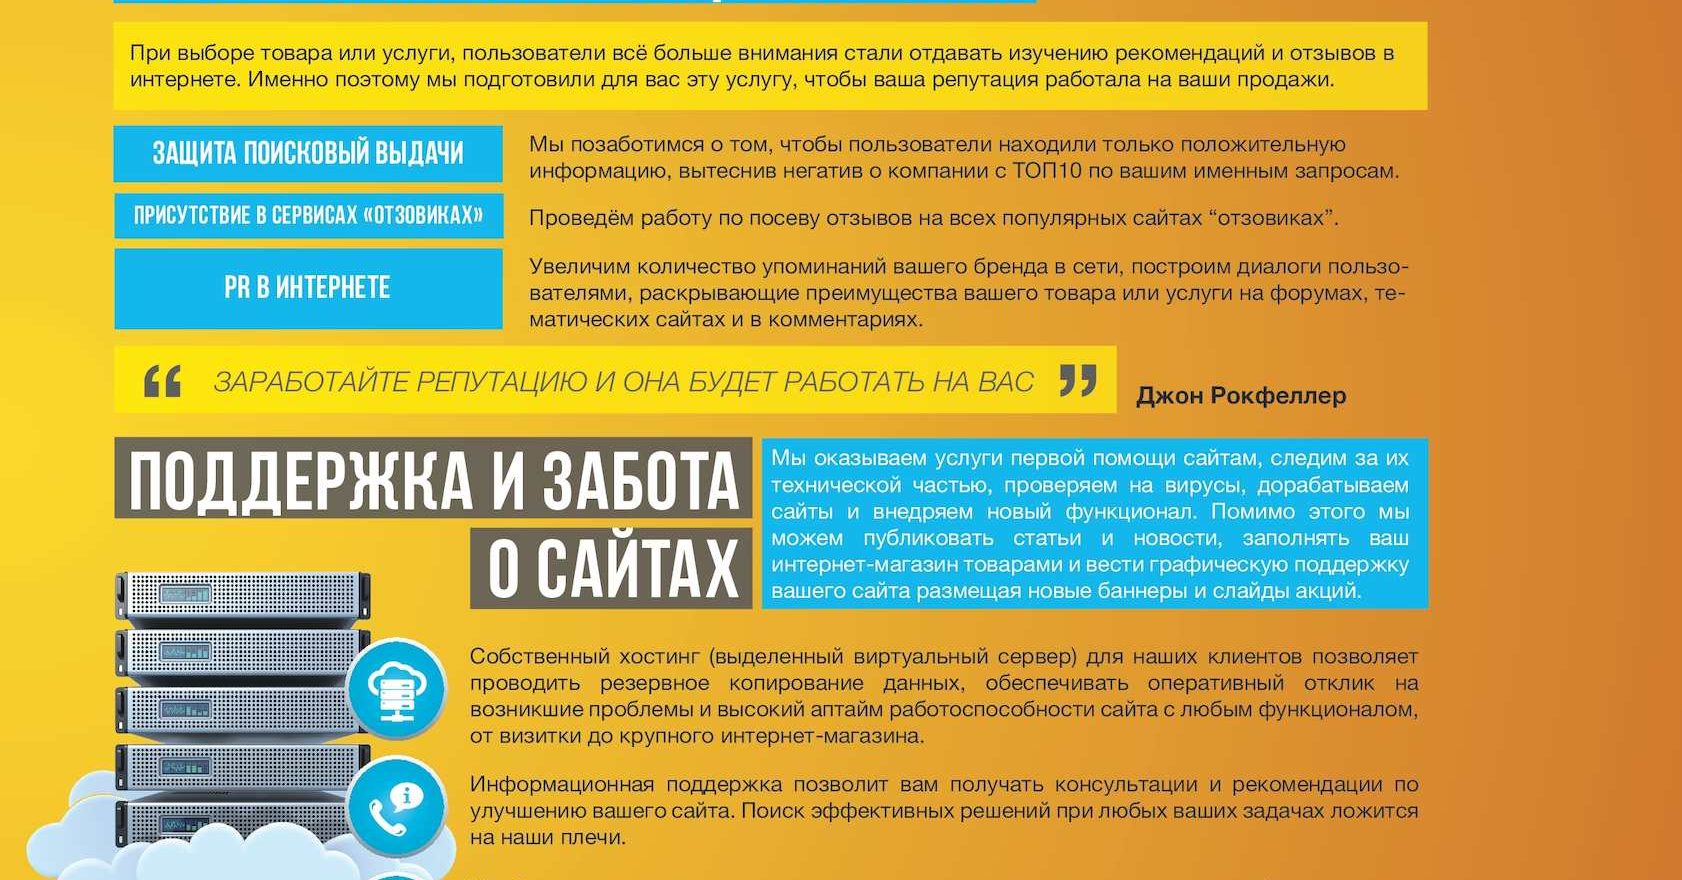 При выборе товара или услуги, пользователи всё больше внимания стали отдавать изучению рекомендаций и отзывов в
интернете. Именно поэтому мы подготовили для вас эту услугу, чтобы ваша репутация работала на ваши продажи.
ЗАЩИТА ПОИСКОВЫЙ ВЫДАЧИ
Мы позаботимся о том, чтобы пользователи находили только положительную
информацию, вытеснив негатив о компании с ТОП10 по вашим именным запросам.
ПРИСУТСТВИЕ В СЕРВИСАХ «ОТЗОВИКАХ»
Проведём работу по посеву отзывов на всех популярных сайтах “отзовиках”.
PR В ИНТЕРНЕТЕ
Увеличим количество упоминаний вашего бренда в сети, построим диалоги пользо-
вателями, раскрывающие преимущества вашего товара или услуги на форумах, те-
матических сайтах и в комментариях.
“ ЗАРАБОТАЙТЕ РЕПУТАЦИЮ И ОНА БУДЕТ РАБОТАТЬ НА ВАС ”
Джон Рокфеллер
ПОДДЕРЖКА И ЗАБОТА
О САЙТАХ
Мы оказываем услуги первой помощи сайтам, следим за их
технической частью, проверяем на вирусы, дорабатываем
сайты и внедряем новый функционал. Помимо этого мы
можем публиковать статьи и новости, заполнять ваш
интернет-магазин товарами и вести графическую поддержку
вашего сайта размещая новые баннеры и слайды акций.
Собственный хостинг (выделенный виртуальный сервер) для наших клиентов позволяет
проводить резервное копирование данных, обеспечивать оперативный отклик на
возникшие проблемы и высокий аптайм работоспособности сайта с любым функционалом,
от визитки до крупного интернет-магазина.
Информационная поддержка позволит вам получать консультации и рекомендации по
улучшению вашего сайта. Поиск эффективных решений при любых ваших задачах ложится
на наши плечи.